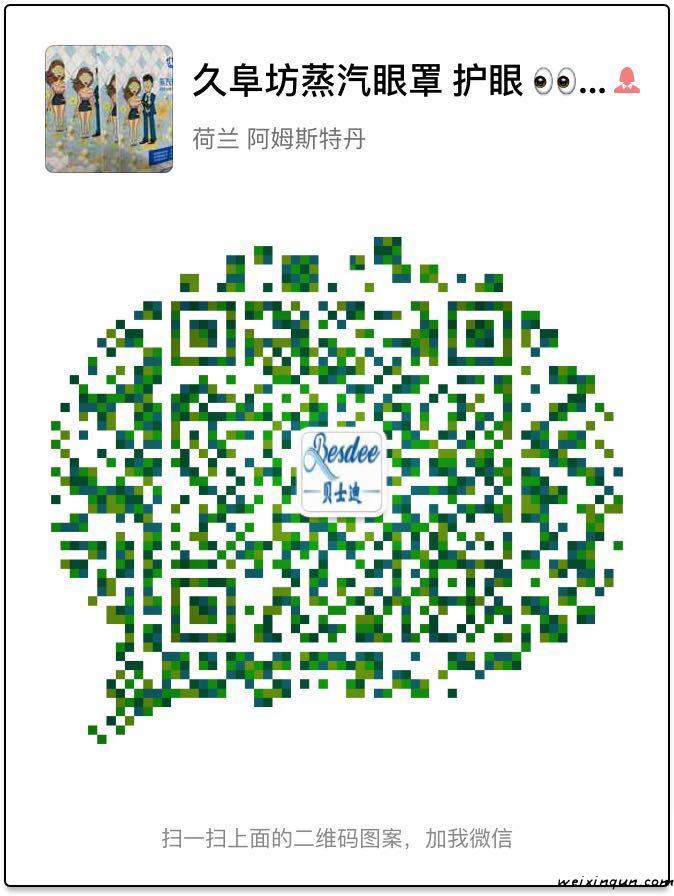 久阜坊蒸汽眼罩 护眼 👀...
荷兰 阿姆斯特丹
Besdee
贝士迪
扫一扫上面的二维码图案，加我微信
weixinqun.com